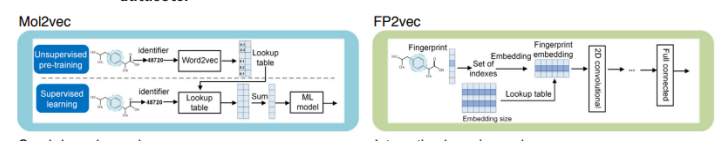 Mol2vec
Unsupervised
pre-training
identifier
48720
Word2vec
Lookup
table
Supervised
learning
identifier
48720
Lookup
table
Sum
ML
model
FP2vec
Fingerprint
Set of
indexes
Embedding
Fingerprint
embedding
Lookup table
Embedding size
2D convolutional
...
Full connected